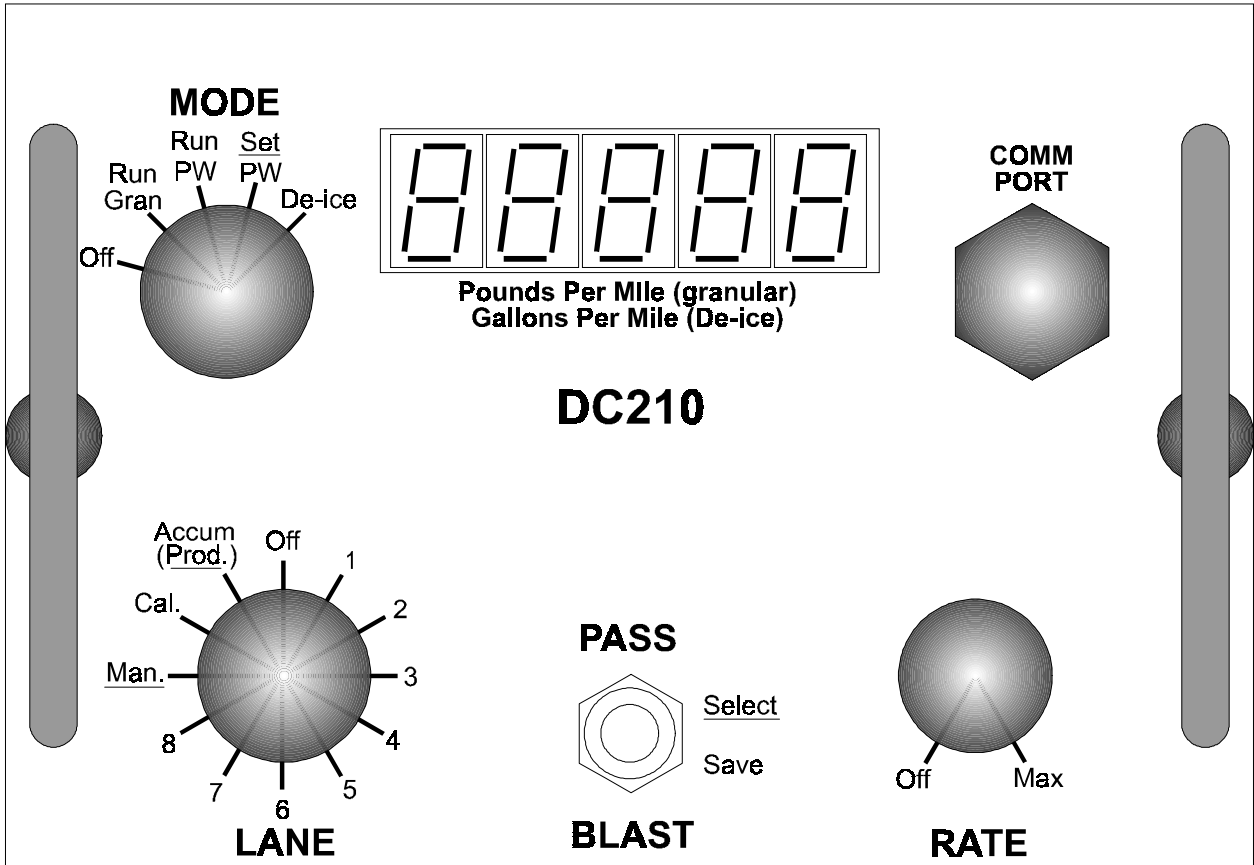 MODE
Off
Run
Gran
Run
PW
Set
PW
De-ice
88888
Pounds Per MIle (granular)
Gallons Per Mile (De-ice)
COMM
PORT
DC210
Accum
(Prod.)
Off
1
2
3
4
5
6
7
8
Man.
Cal.
LANE
PASS
Select
Save
BLAST
Off
Max
RATE